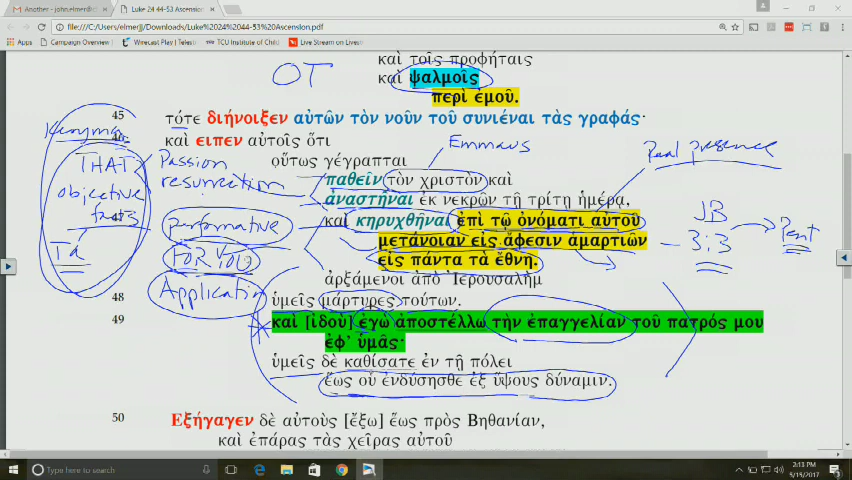 Another - john.elmer@c
Luke 24 44-53 Ascension.pdf
file:///C:/Users/elmerjj/Downloads/Luke%2024%2044-53%20Ascension.pdf
Apps
Campaign Overview |
Wirecast Play | Telest
TCU Institute of Child
Live Stream on Livest
καὶ τοῖς προφήταις
OT
καὶ ψαλμοῖς
περὶ ἐμοῦ.
45 τότε διήνοιξεν αὐτῶν τὸν νοῦν τοῦ συνιέναι τὰς γραφάς·
46 καὶ εἶπεν αὐτοῖς ὅτι
Kerygma
Emmaus
οὕτως γέγραπται
Real presence
THAT
objective
facts
Passion
resurrection
παθεῖν τὸν χριστὸν καὶ
ἀναστῆναι ἐκ νεκρῶν τῇ τρίτῃ ἡμέρᾳ,
performative
καὶ κηρυχθῆναι ἐπὶ τῷ ὀνόματι αὐτοῦ
JB
3:3
Pent
μετάνοιαν εἰς ἄφεσιν ἁμαρτιῶν
FOR YOU
εἰς πάντα τὰ ἔθνη.
ἀρξάμενοι ἀπὸ Ἰερουσαλὴμ
Application
48 ὑμεῖς μάρτυρες τούτων.
49 καὶ [ἰδοὺ] ἐγὼ ἀποστέλλω τὴν ἐπαγγελίαν τοῦ πατρός μου
ἐφ᾽ ὑμᾶς·
ὑμεῖς δὲ καθίσατε ἐν τῇ πόλει
ἕως οὗ ἐνδύσησθε ἐξ ὕψους δύναμιν.
50 Ἐξήγαγεν δὲ αὐτοὺς [ἔξω] ἕως πρὸς Βηθανίαν,
καὶ ἐπάρας τὰς χεῖρας αὐτοῦ
Type here to search
2:13 PM
5/15/2017